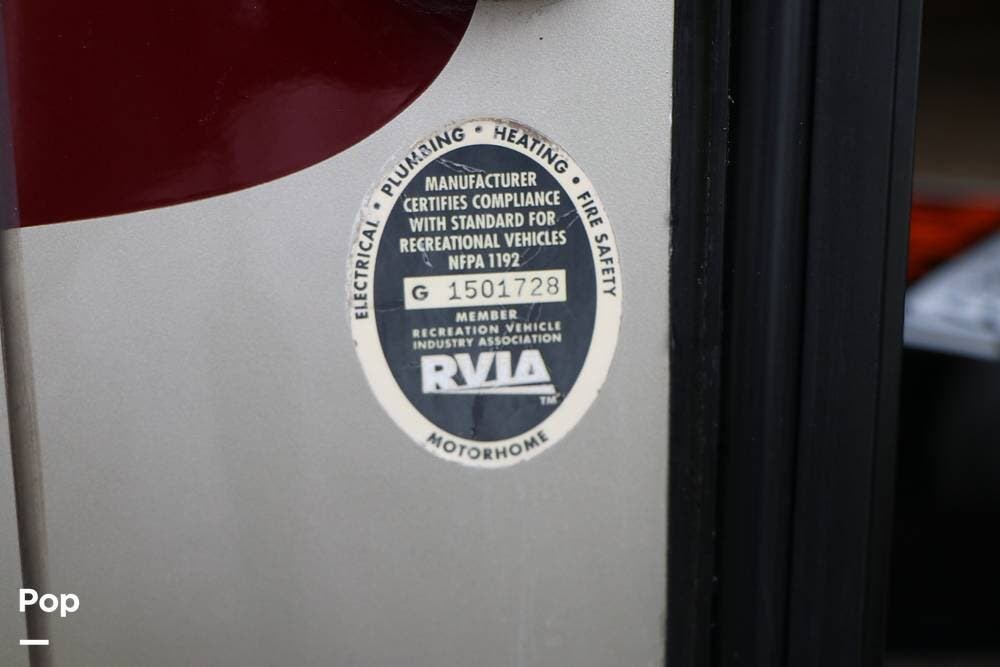 ELECTRICAL • PLUMBING • HEATING • FIRE SAFETY
MANUFACTURER
CERTIFIES COMPLIANCE
WITH STANDARD FOR
RECREATIONAL VEHICLES
NFPA 1192
G 1501728
MEMBER
RECREATION VEHICLE
INDUSTRY ASSOCIATION
RVIA
TM
MOTORHOME
Pop